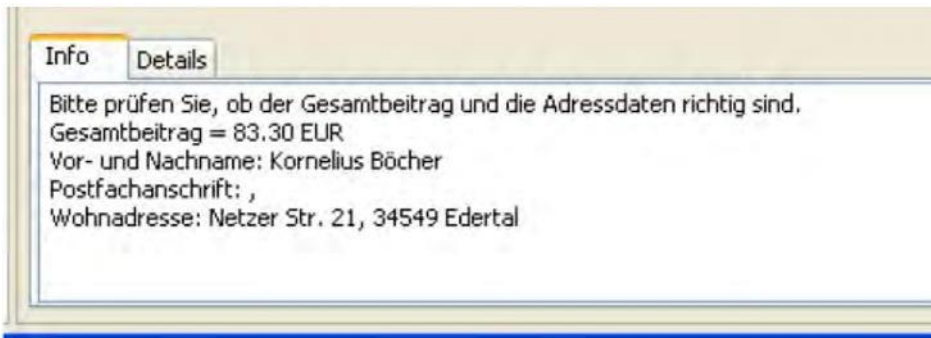 Info
Details
Bitte prüfen Sie, ob der Gesamtbeitrag und die Adressdaten richtig sind.
Gesamtbeitrag = 83.30 EUR
Vor- und Nachname: Kornelius Böcher
Postfachanschrift: ,
Wohnadresse: Netzer Str. 21, 34549 Edertal